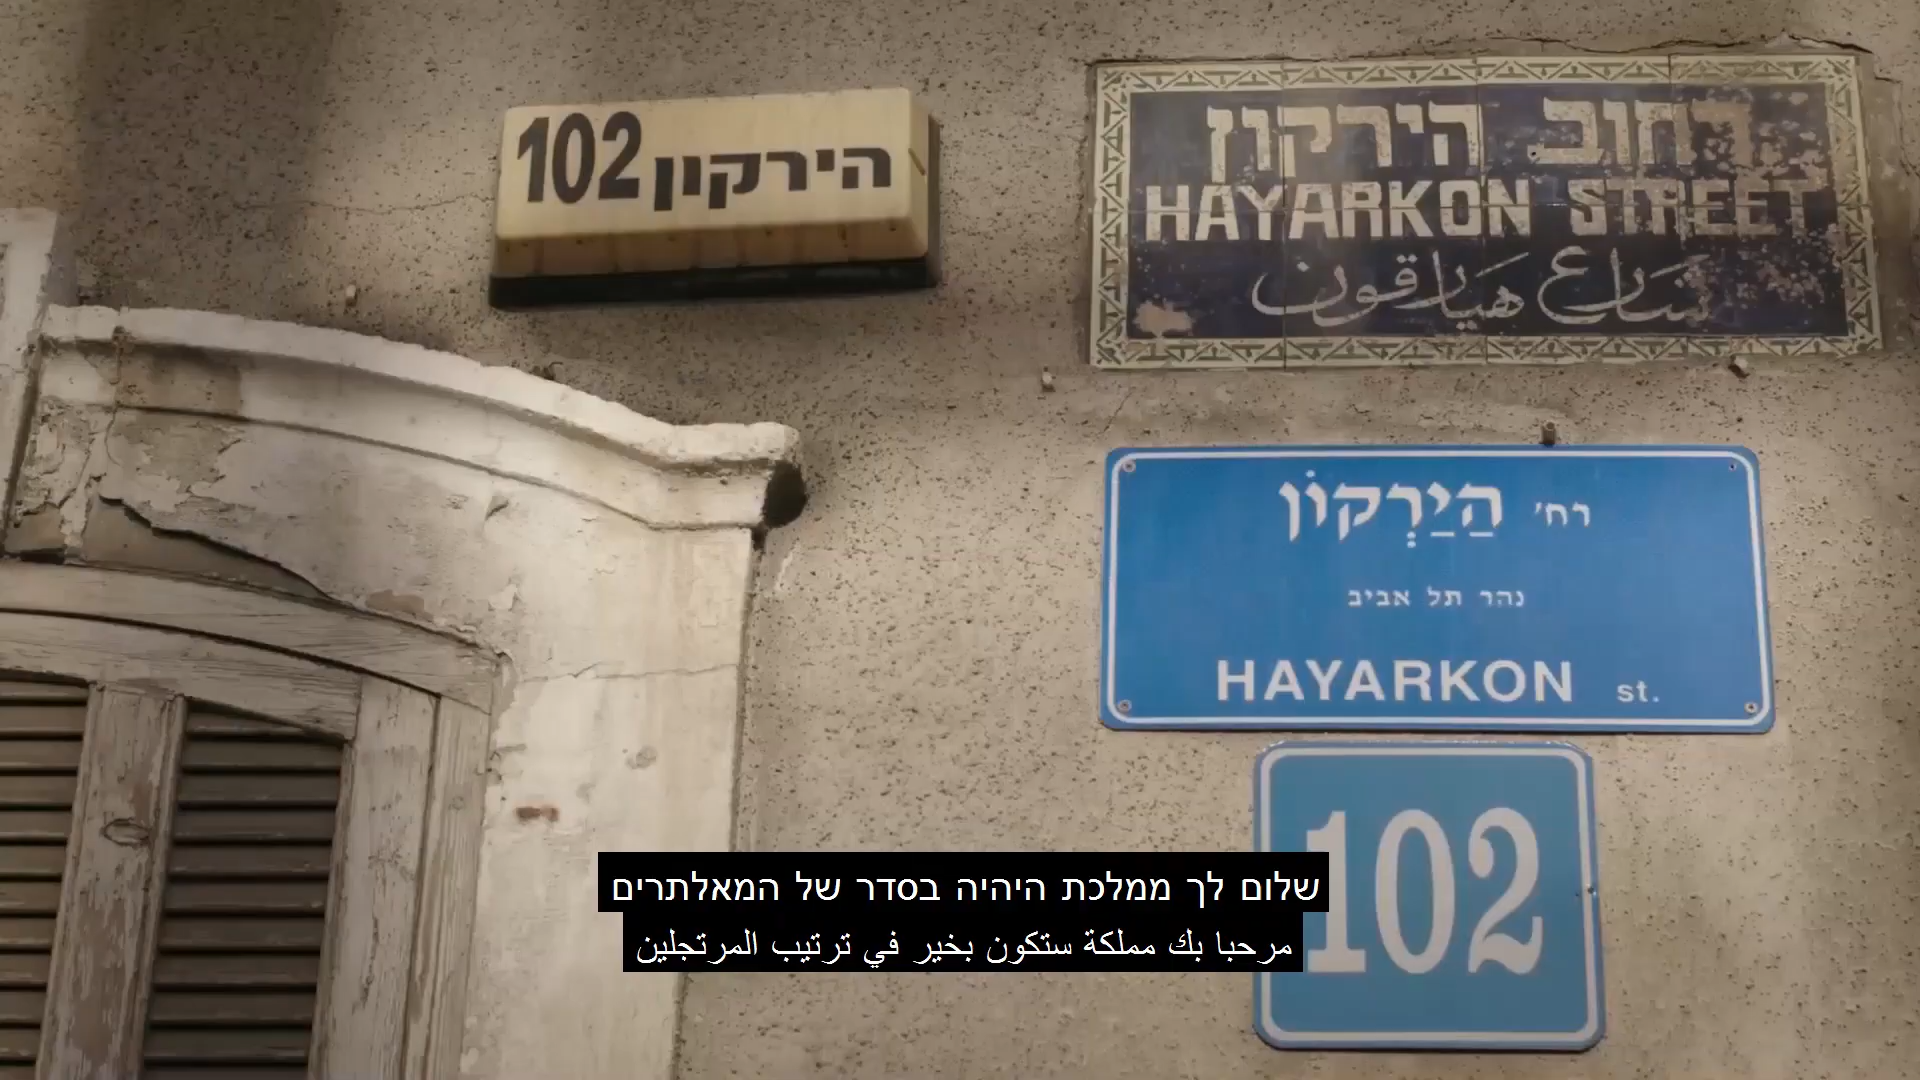 הירקון 102
רחוב הירקון
HAYARKON STREET
شارع هيارقون
רח' הַיַרְקוֹן
נהר תל אביב
HAYARKON st.
102
שלום לך ממלכת היהיה בסדר של המאלתרים
مرحبا بك مملكة ستكون بخير في ترتيب المرتجلين